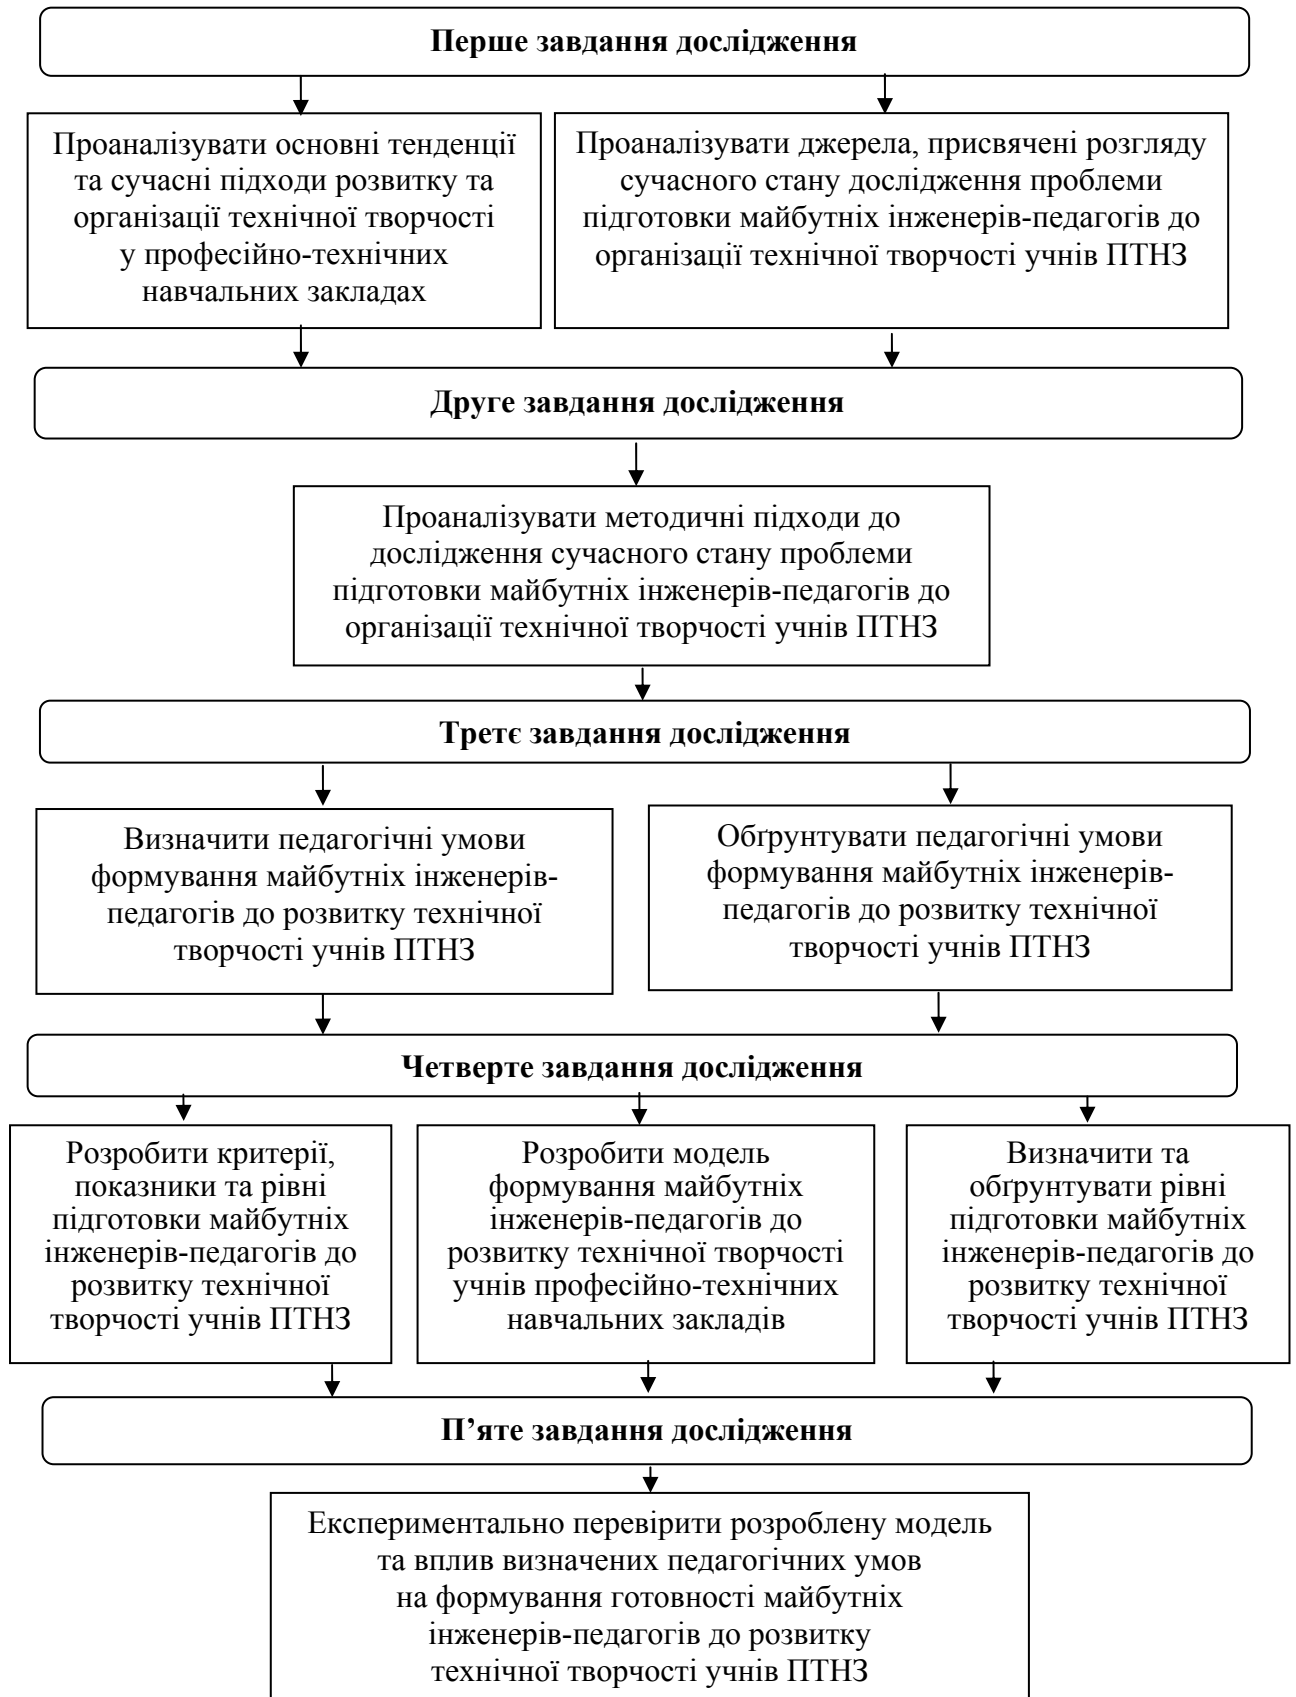 Перше завдання дослідження
Проаналізувати основні тенденції
та сучасні підходи розвитку та
організації технічної творчості
у професійно-технічних
навчальних закладах
Проаналізувати джерела, присвячені розгляду
сучасного стану дослідження проблеми
підготовки майбутніх інженерів-педагогів до
організації технічної творчості учнів ПТНЗ
Друге завдання дослідження
Проаналізувати методичні підходи до
дослідження сучасного стану проблеми
підготовки майбутніх інженерів-педагогів до
організації технічної творчості учнів ПТНЗ
Третє завдання дослідження
Визначити педагогічні умови
формування майбутніх інженерів-
педагогів до розвитку технічної
творчості учнів ПТНЗ
Обґрунтувати педагогічні умови
формування майбутніх інженерів-
педагогів до розвитку технічної
творчості учнів ПТНЗ
Четверте завдання дослідження
Розробити критерії,
показники та рівні
підготовки майбутніх
інженерів-педагогів до
розвитку технічної
творчості учнів ПТНЗ
Розробити модель
формування майбутніх
інженерів-педагогів до
розвитку технічної творчості
учнів професійно-технічних
навчальних закладів
Визначити та
обґрунтувати рівні
підготовки майбутніх
інженерів-педагогів до
розвитку технічної
творчості учнів ПТНЗ
П’яте завдання дослідження
Експериментально перевірити розроблену модель
та вплив визначених педагогічних умов
на формування готовності майбутніх
інженерів-педагогів до розвитку
технічної творчості учнів ПТНЗ